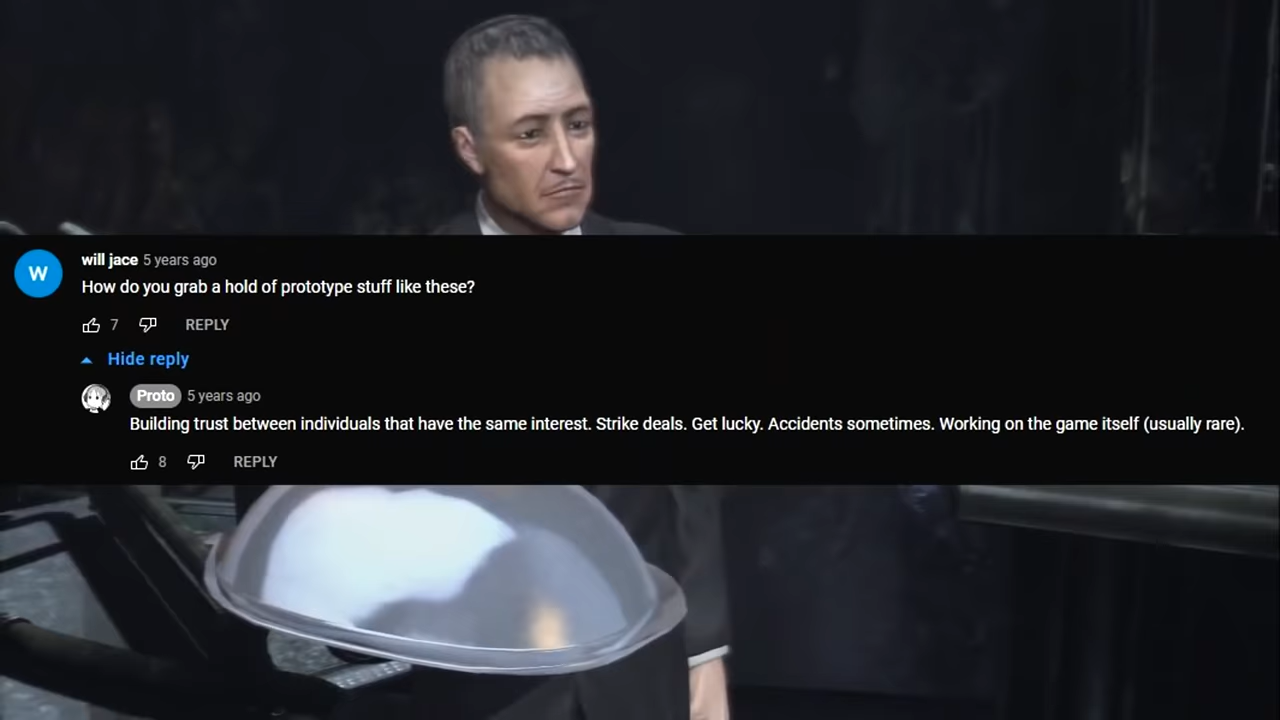 W
will jace 5 years ago
How do you grab a hold of prototype stuff like these?
7 REPLY
Hide reply
Proto 5 years ago
Building trust between individuals that have the same interest. Strike deals. Get lucky. Accidents sometimes. Working on the game itself (usually rare).
8 REPLY